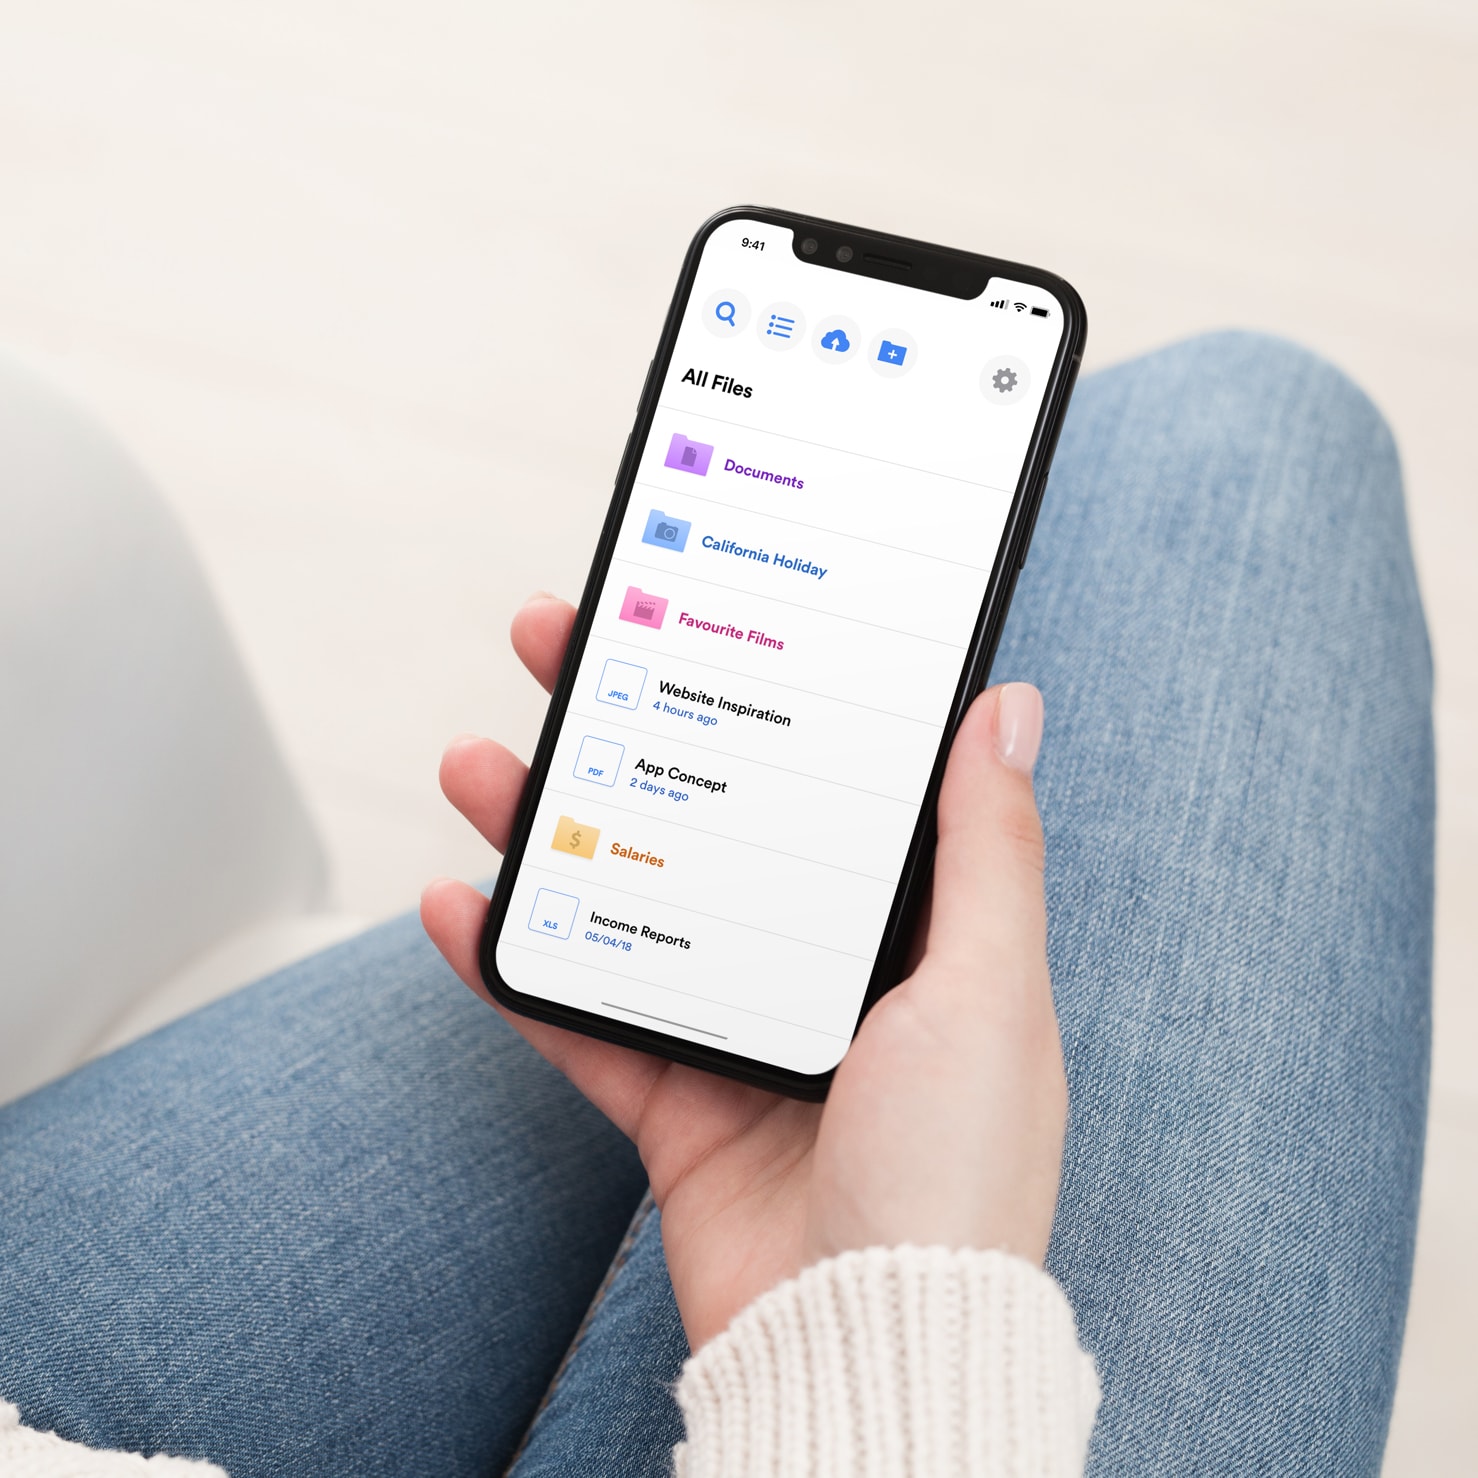 9:41
All Files
Documents
California Holiday
Favourite Films
JPEG
Website Inspiration
4 hours ago
PDF
App Concept
2 days ago
$
Salaries
XLS
Income Reports
05/04/18